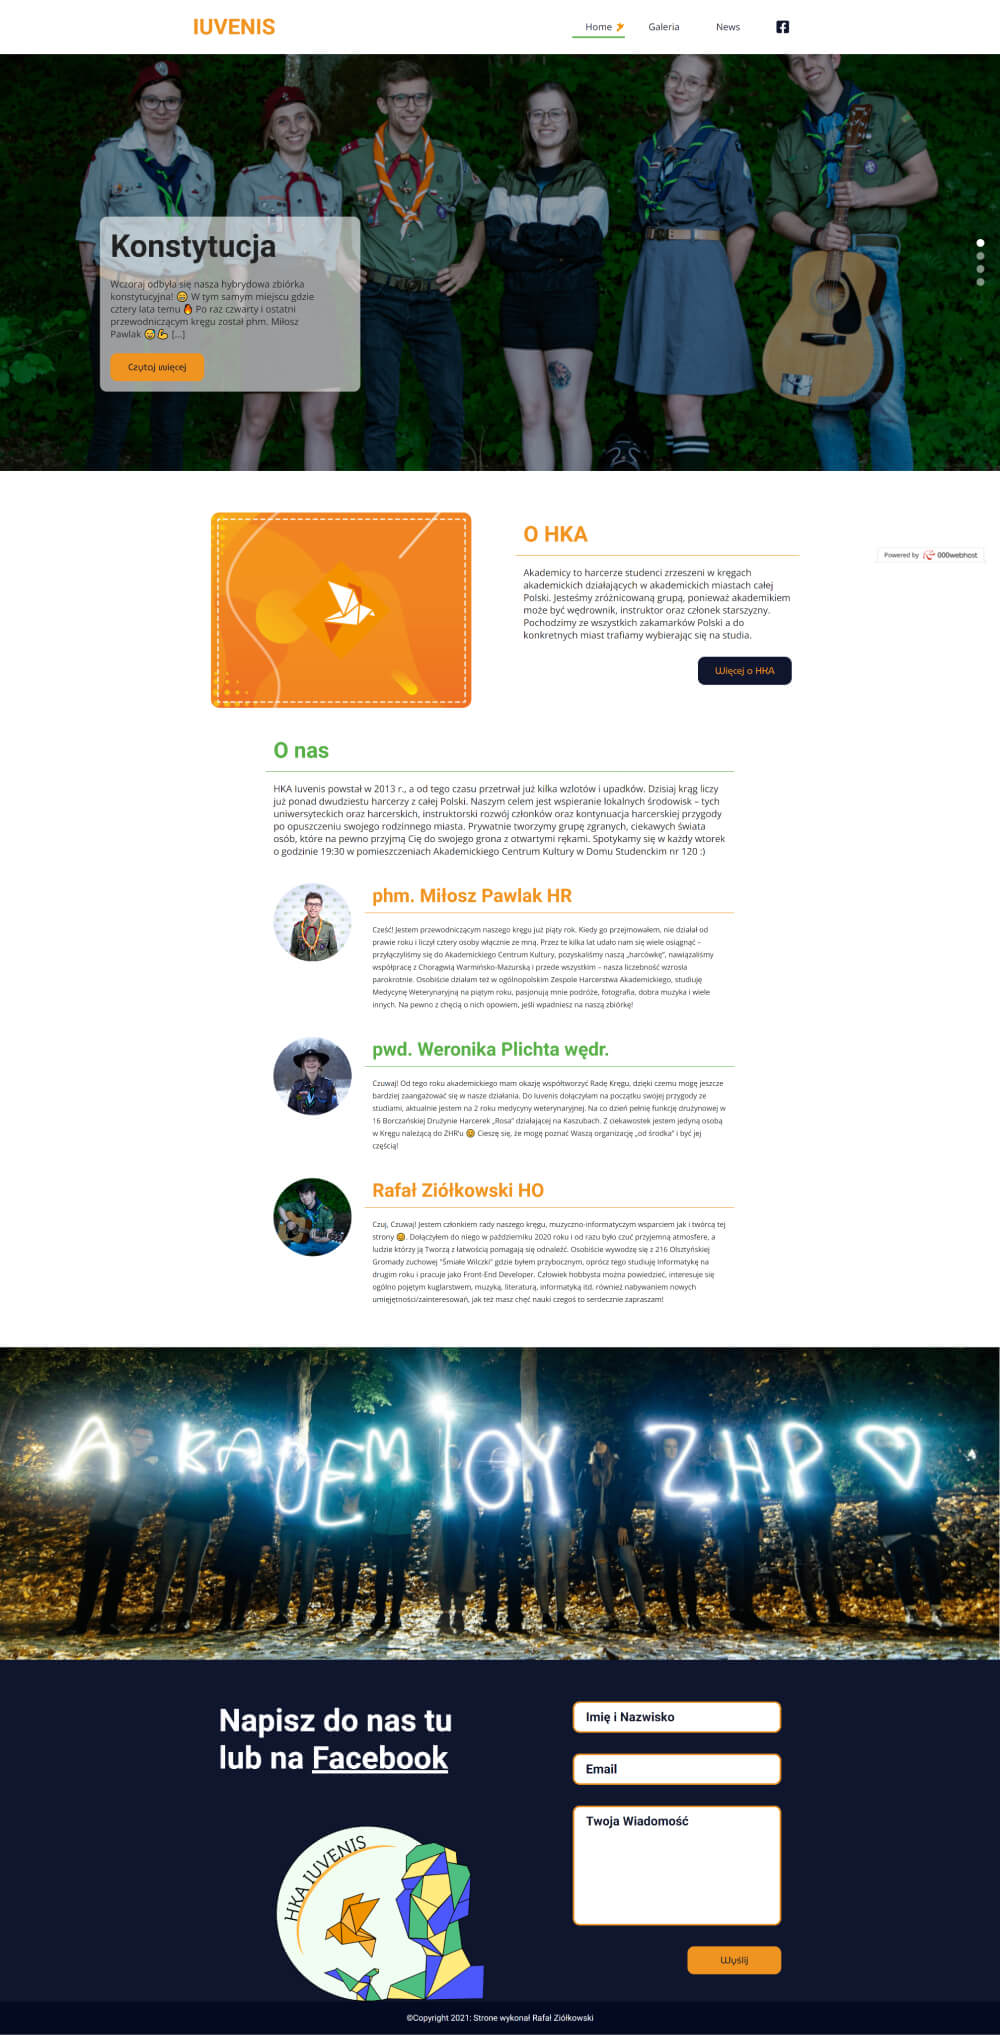 IUVENIS
Home Galeria News
Konstytucja
Wczoraj odbyła się nasza hybrydowa zbiórka
konstytucyjna! 😄 W tym samym miejscu gdzie
cztery lata temu 🔥 Po raz czwarty i ostatni
przewodniczącym kręgu został phm. Miłosz
Pawlak 😄 💪 [...]
Czytaj więcej
O HKA
Powered by 000webhost
Akademicy to harcerze studenci zrzeszeni w kręgach
akademickich działających w akademickich miastach całej
Polski. Jesteśmy zróżnicowaną grupą, ponieważ akademikiem
może być wędrownik, instruktor oraz członek starszyzny.
Pochodzimy ze wszystkich zakamarków Polski a do
konkretnych miast trafiamy wybierając się na studia.
Więcej o HKA
O nas
HKA Iuvenis powstał w 2013 r., a od tego czasu przetrwał już kilka wzlotów i upadków. Dzisiaj krąg liczy
już ponad dwudziestu harcerzy z całej Polski. Naszym celem jest wspieranie lokalnych środowisk – tych
uniwersyteckich oraz harcerskich, instruktorski rozwój członków oraz kontynuacja harcerskiej przygody
po opuszczeniu swojego rodzinnego miasta. Prywatnie tworzymy grupę zgranych, ciekawych świata
osób, które na pewno przyjmą Cię do swojego grona z otwartymi rękami. Spotykamy się w każdy wtorek
o godzinie 19:30 w pomieszczeniach Akademickiego Centrum Kultury w Domu Studenckim nr 120 :)
phm. Miłosz Pawlak HR
Cześć! Jestem przewodniczącym naszego kręgu już piąty rok. Kiedy go przejmowałem, nie działał od
prawie roku i liczył cztery osoby włącznie ze mną. Przez te kilka lat udało nam się wiele osiągnąć –
przyłączyliśmy się do Akademickiego Centrum Kultury, pozyskaliśmy naszą „harcówkę”, nawiązaliśmy
współpracę z Chorągwią Warmińsko-Mazurską i przede wszystkim – nasza liczebność wzrosła
parokrotnie. Osobiście działam też w ogólnopolskim Zespole Harcerstwa Akademickiego, studiuję
Medycynę Weterynaryjną na piątym roku, pasjonują mnie podróże, fotografia, dobra muzyka i wiele
innych. Na pewno z chęcią o nich opowiem, jeśli wpadniesz na naszą zbiórkę!
pwd. Weronika Plichta wędr.
Czuwaj! Od tego roku akademickiego mam okazję współtworzyć Radę Kręgu, dzięki czemu mogę jeszcze
bardziej zaangażować się w nasze działania. Do Iuvenis dołączyłam na początku swojej przygody ze
studiami, aktualnie jestem na 2 roku medycyny weterynaryjnej. Na co dzień pełnię funkcję drużynowej w
16 Borczańskiej Drużynie Harcerek „Rosa” działającej na Kaszubach. Z ciekawostek jestem jedyną osobą
w Kręgu należącą do ZHR'u 😊 Cieszę się, że mogę poznać Waszą organizację „od środka” i być jej
częścią!
Rafał Ziółkowski HO
Czuj, Czuwaj! Jestem członkiem rady naszego kręgu, muzyczno-informatyczym wsparciem jak i twórcą tej
strony 😊. Dołączyłem do niego w październiku 2020 roku i od razu było czuć przyjemną atmosfere, a
ludzie którzy ją Tworzą z łatwością pomagają się odnaleźć. Osobiście wywodzę się z 216 Olsztyńskiej
Gromady zuchowej "Śmiałe Wilczki" gdzie byłem przybocznym, oprócz tego studiuję Informatykę na
drugim roku i pracuje jako Front-End Developer. Człowiek hobbysta można powiedzieć, interesuje się
ogólno pojętym kuglarstwem, muzyką, literaturą, informatyką itd. również nabywaniem nowych
umiejętności/zainteresowań, jak też masz chęć nauki czegoś to serdecznie zapraszam!
AKADEMICY ZHP ♡
Napisz do nas tu
lub na Facebook
Imię i Nazwisko
Email
Twoja Wiadomość
HKA IUVENIS
Wyślij
©Copyright 2021: Strone wykonał Rafał Ziółkowski